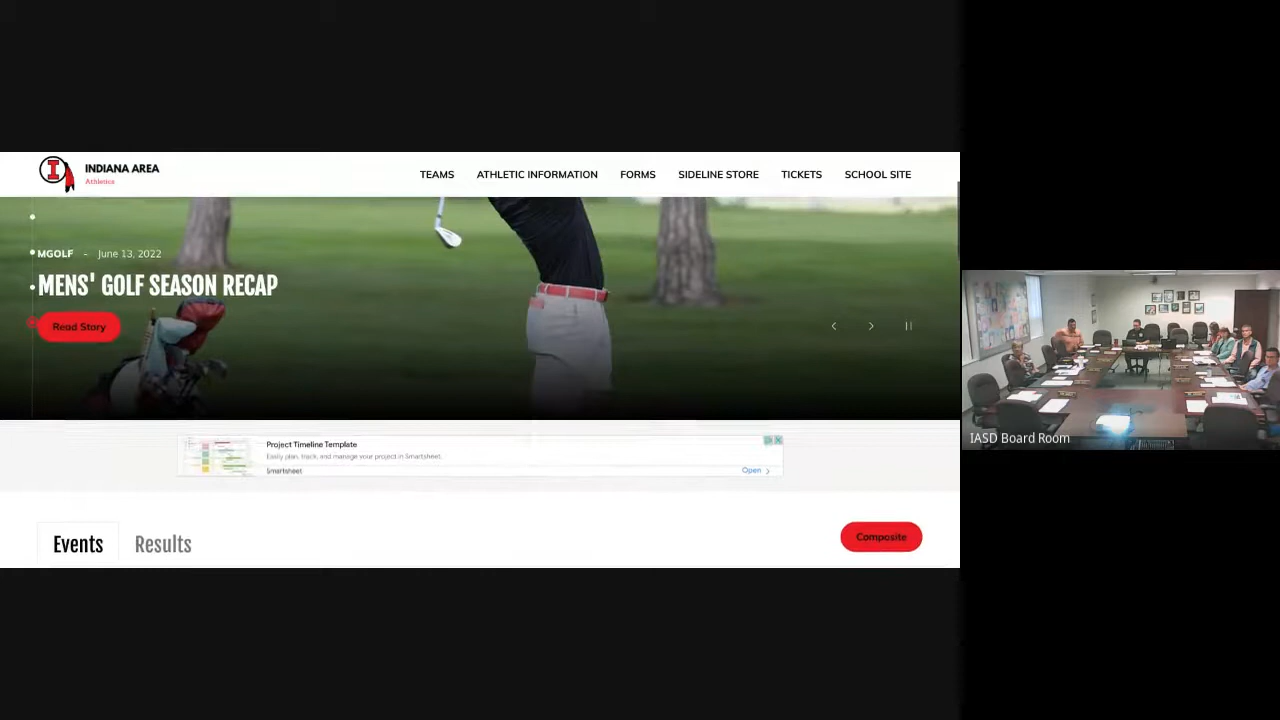 INDIANA AREA
Athletics
TEAMS ATHLETIC INFORMATION FORMS SIDELINE STORE TICKETS SCHOOL SITE
MGOLF - June 13, 2022
MENS' GOLF SEASON RECAP
Read Story
Project Timeline Template
Easily plan, track, and manage your project in Smartsheet.
Smartsheet
Open
Events Results
Composite
IASD Board Room